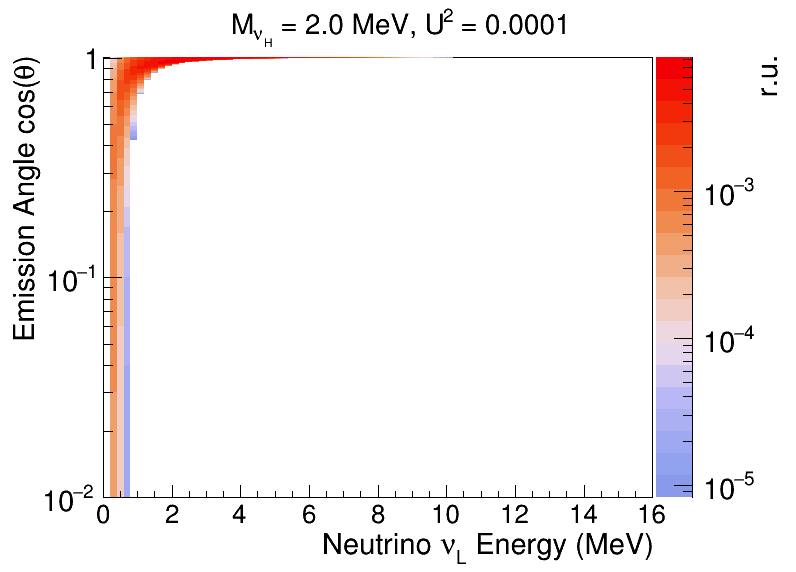 M_{ν_H} = 2.0 MeV, U² = 0.0001
Emission Angle cos(θ)
1
10⁻¹
10⁻²
0 2 4 6 8 10 12 14 16
Neutrino ν_L Energy (MeV)
r.u.
10⁻³
10⁻⁴
10⁻⁵